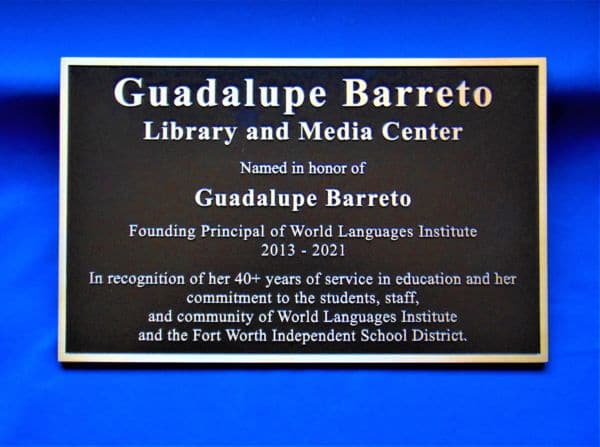 Guadalupe Barreto
Library and Media Center
Named in honor of
Guadalupe Barreto
Founding Principal of World Languages Institute
2013 - 2021
In recognition of her 40+ years of service in education and her
commitment to the students, staff,
and community of World Languages Institute
and the Fort Worth Independent School District.